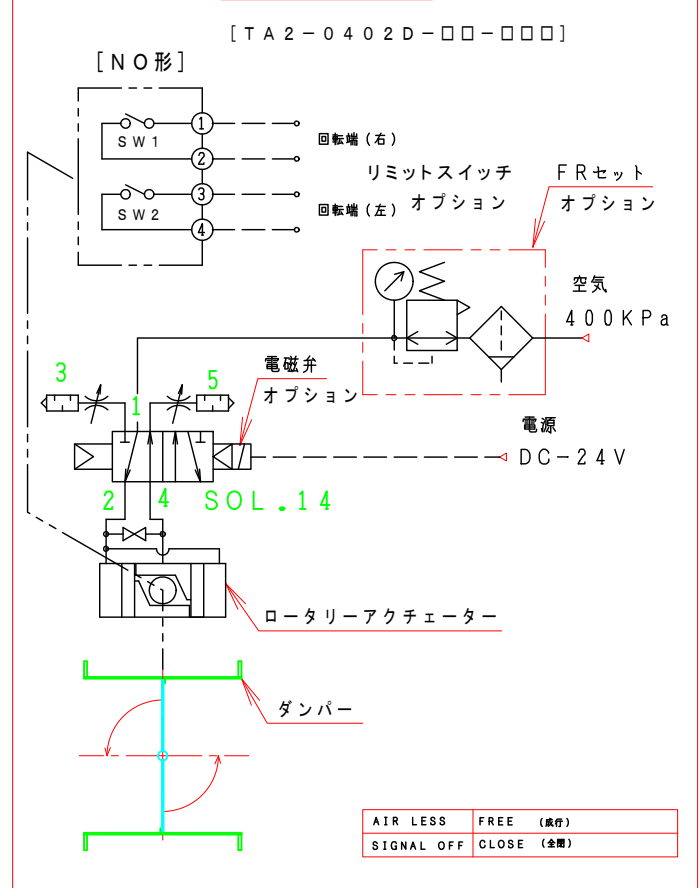 [TA2-0402D-□□-□□□]
[NO形]
1
SW1
2
回転端(右)
3
SW2
4
回転端(左)
リミットスイッチ
オプション
FRセット
オプション
空気
400KPa
電磁弁
オプション
3
1
5
電源
DC-24V
2
4
SOL.14
ロータリーアクチェーター
ダンパー
AIR LESS FREE (成行)
SIGNAL OFF CLOSE (全閉)